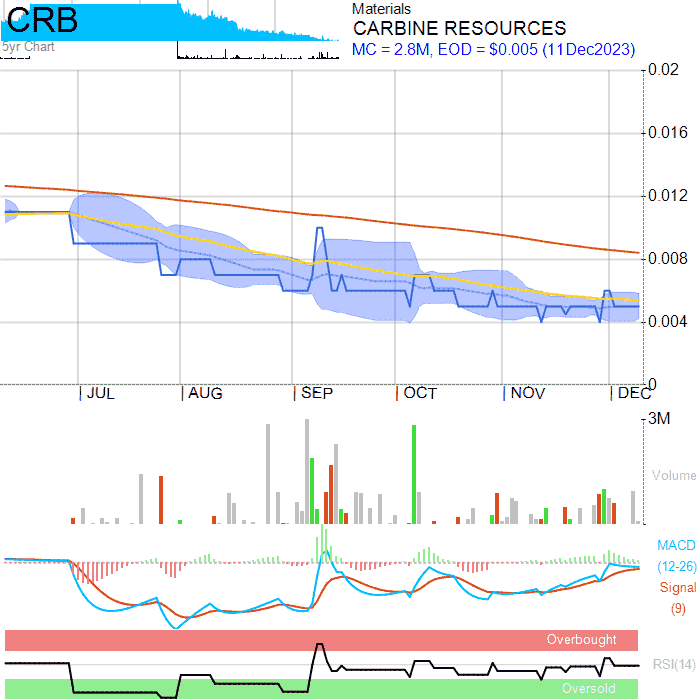 CRB
5yr Chart
Materials
CARBINE RESOURCES
MC = 2.8M, EOD = $0.005 (11Dec2023)
0.02
0.016
0.012
0.008
0.004
0
JUL AUG SEP OCT NOV DEC
3M
Volume
MACD
(12-26)
Signal
(9)
Overbought
RSI(14)
Oversold